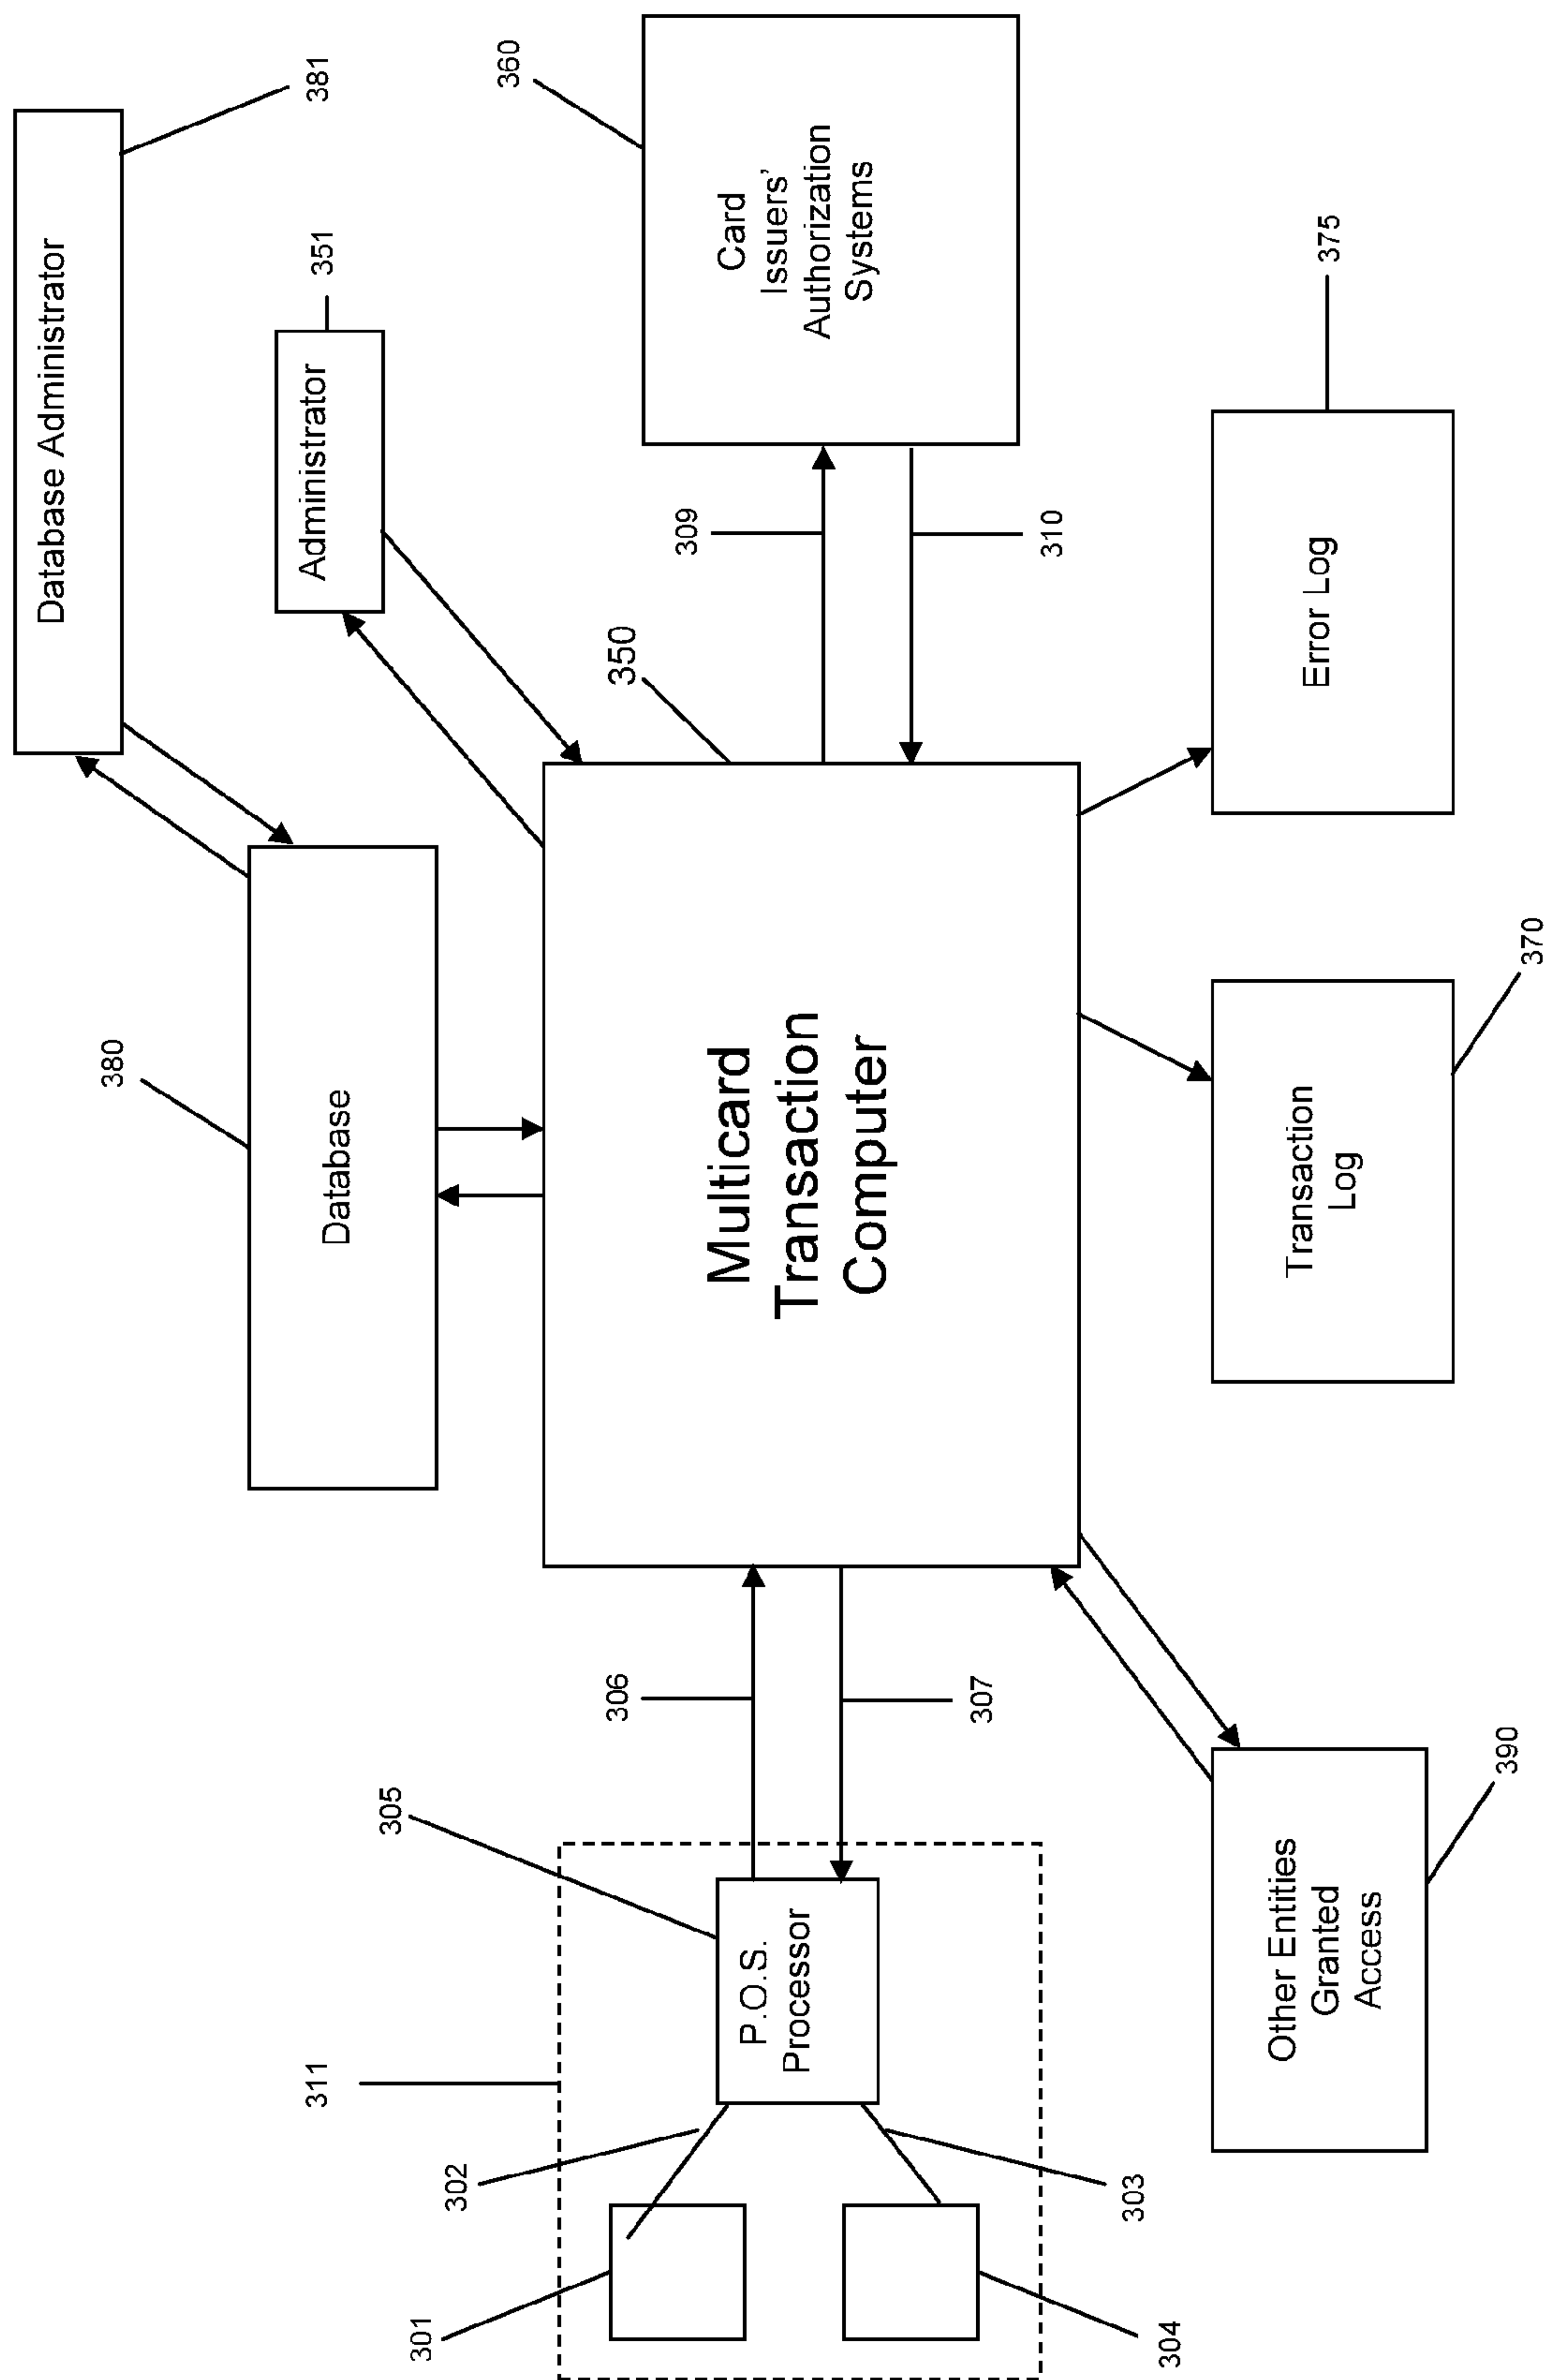 Database Administrator
381
Administrator
351
360
Card
Issuers’
Authorization
Systems
380
Database
350
309
310
375
Error Log
Multicard
Transaction
Computer
370
Transaction
Log
306
307
305
P.O.S.
Processor
311
390
Other Entities
Granted
Access
302
303
301
304